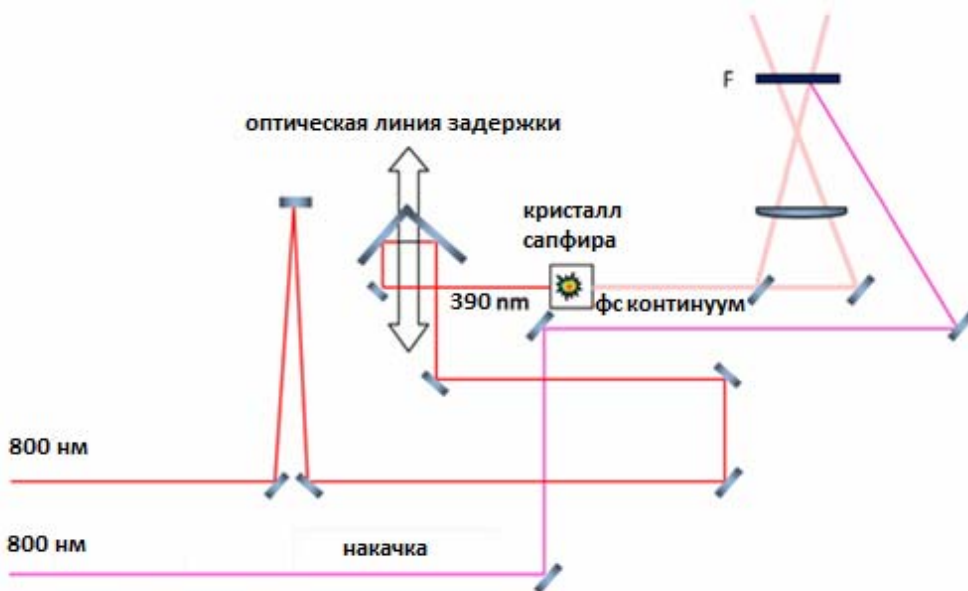 F
оптическая линия задержки
кристалл
сапфира
390 nm
фс континуум
800 нм
800 нм
накачка